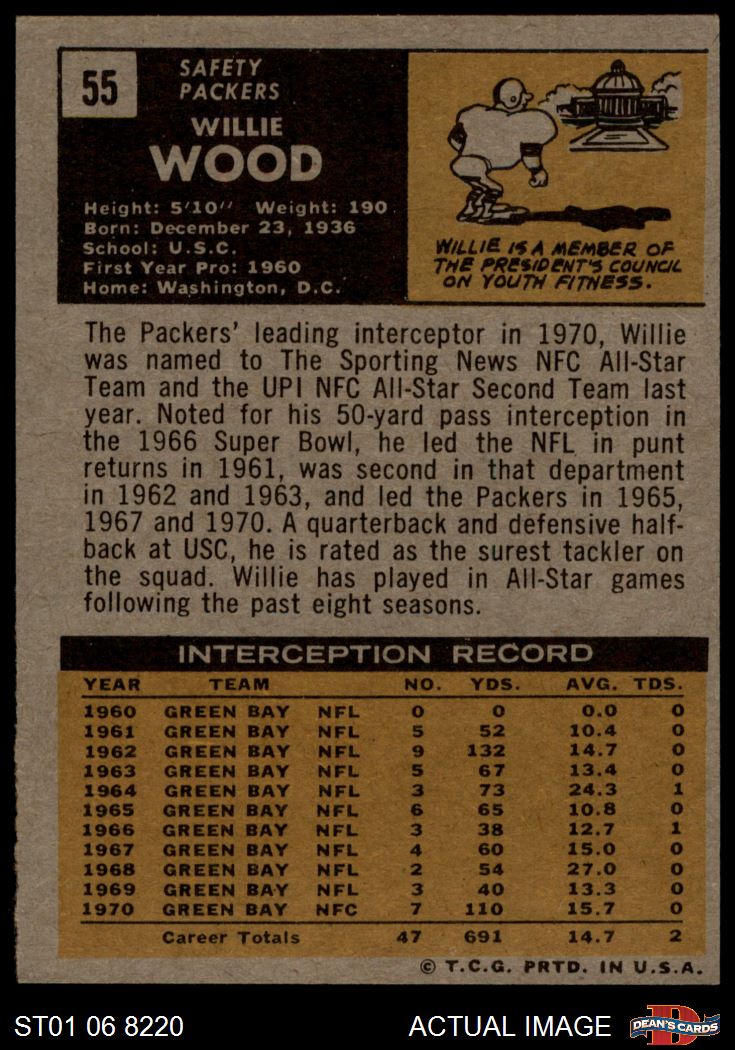 55
SAFETY
PACKERS
WILLIE
WOOD
Height: 5'10" Weight: 190
Born: December 23, 1936
School: U.S.C.
First Year Pro: 1960
Home: Washington, D.C.
WILLIE IS A MEMBER OF
THE PRESIDENT'S COUNCIL
ON YOUTH FITNESS.
The Packers' leading interceptor in 1970, Willie
was named to The Sporting News NFC All-Star
Team and the UPI NFC All-Star Second Team last
year. Noted for his 50-yard pass interception in
the 1966 Super Bowl, he led the NFL in punt
returns in 1961, was second in that department
in 1962 and 1963, and led the Packers in 1965,
1967 and 1970. A quarterback and defensive half-
back at USC, he is rated as the surest tackler on
the squad. Willie has played in All-Star games
following the past eight seasons.
INTERCEPTION RECORD
YEAR TEAM NO. YDS. AVG. TDS.
1960 GREEN BAY NFL 0 0 0.0 0
1961 GREEN BAY NFL 5 52 10.4 0
1962 GREEN BAY NFL 9 132 14.7 0
1963 GREEN BAY NFL 5 67 13.4 0
1964 GREEN BAY NFL 3 73 24.3 1
1965 GREEN BAY NFL 6 65 10.8 0
1966 GREEN BAY NFL 3 38 12.7 1
1967 GREEN BAY NFL 4 60 15.0 0
1968 GREEN BAY NFL 2 54 27.0 0
1969 GREEN BAY NFL 3 40 13.3 0
1970 GREEN BAY NFC 7 110 15.7 0
Career Totals 47 691 14.7 2
© T.C.G. PRTD. IN U.S.A.
ST01 06 8220
ACTUAL IMAGE
D
DEAN'S CARDS